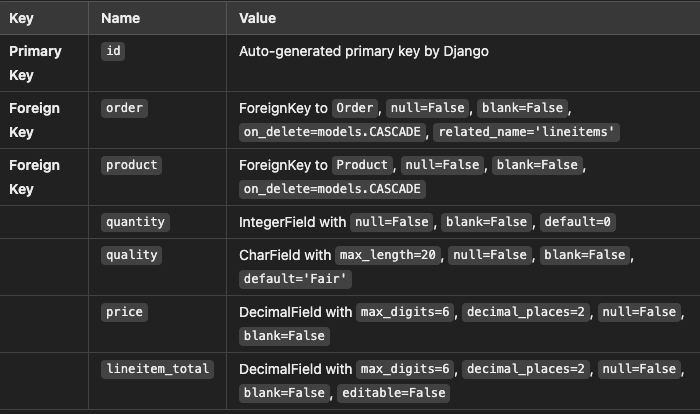 Key Name Value
Primary Key id Auto-generated primary key by Django
Foreign Key order ForeignKey to Order, null=False, blank=False,
on_delete=models.CASCADE, related_name='lineitems'
Foreign Key product ForeignKey to Product, null=False, blank=False,
on_delete=models.CASCADE
quantity IntegerField with null=False, blank=False, default=0
quality CharField with max_length=20, null=False, blank=False,
default='Fair'
price DecimalField with max_digits=6, decimal_places=2, null=False,
blank=False
lineitem_total DecimalField with max_digits=6, decimal_places=2, null=False,
blank=False, editable=False